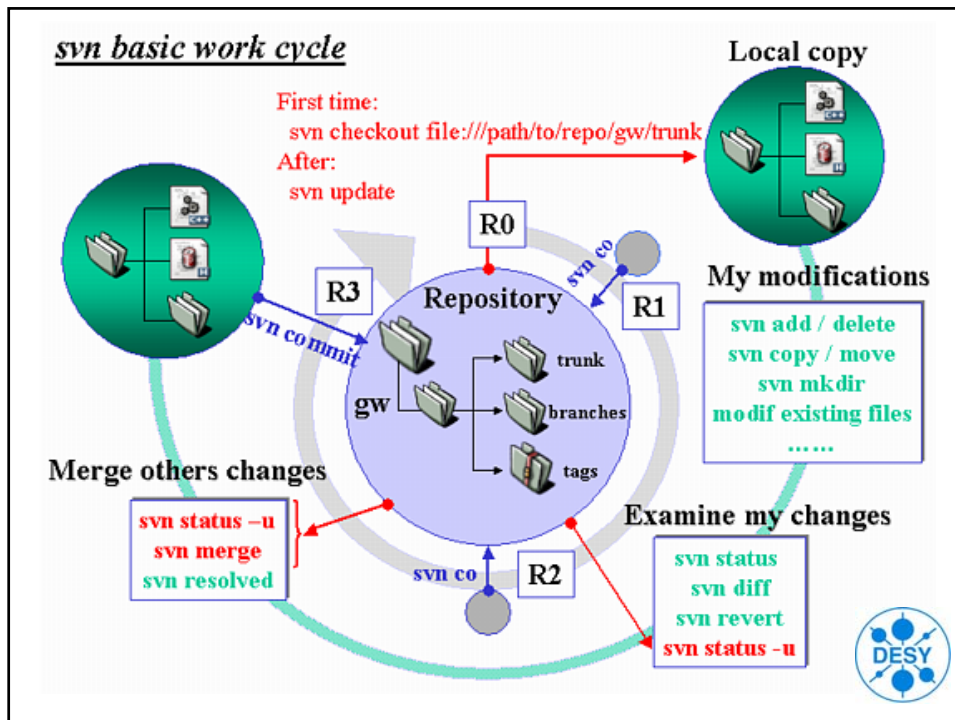 svn basic work cycle
Local copy
First time:
svn checkout file:///path/to/repo/gw/trunk
After:
svn update
R0
svn co
R1
R3
svn commit
Repository
gw
trunk
branches
tags
My modifications
svn add / delete
svn copy / move
svn mkdir
modif existing files
......
Merge others changes
svn status –u
svn merge
svn resolved
svn co
R2
Examine my changes
svn status
svn diff
svn revert
svn status -u
DESY